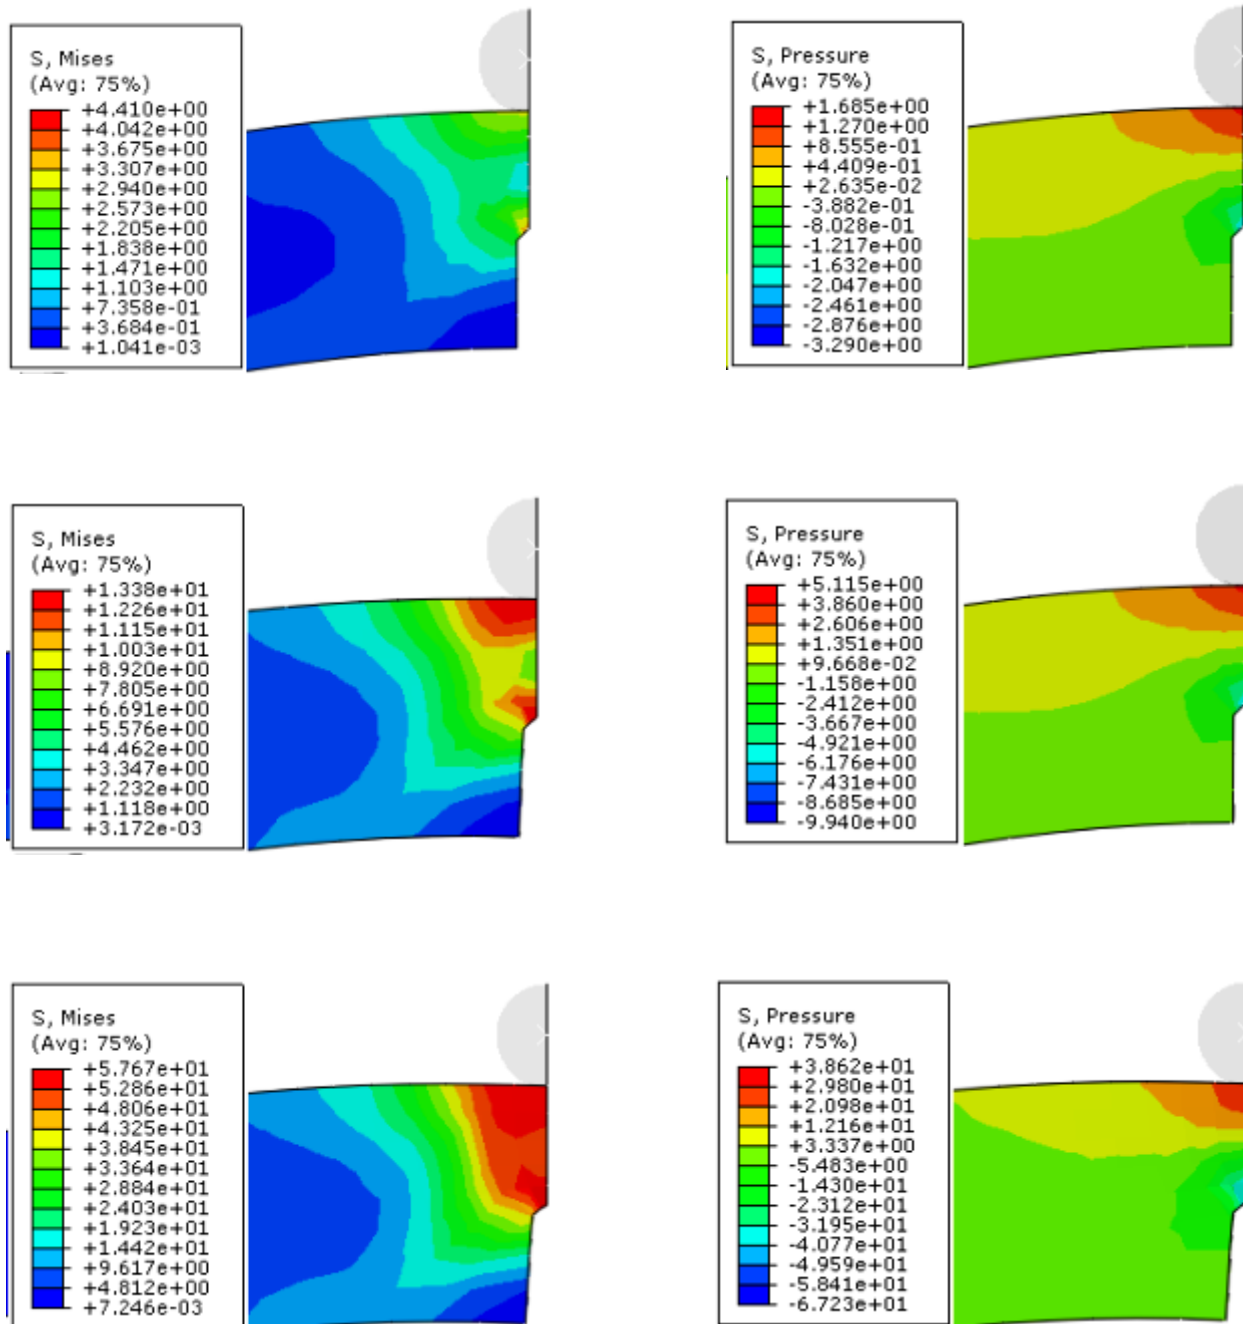 S, Mises
(Avg: 75%)
+4.410e+00
+4.042e+00
+3.675e+00
+3.307e+00
+2.940e+00
+2.573e+00
+2.205e+00
+1.838e+00
+1.471e+00
+1.103e+00
+7.358e-01
+3.684e-01
+1.041e-03
S, Pressure
(Avg: 75%)
+1.685e+00
+1.270e+00
+8.555e-01
+4.409e-01
+2.635e-02
-3.882e-01
-8.028e-01
-1.217e+00
-1.632e+00
-2.047e+00
-2.461e+00
-2.876e+00
-3.290e+00
S, Mises
(Avg: 75%)
+1.338e+01
+1.226e+01
+1.115e+01
+1.003e+01
+8.920e+00
+7.805e+00
+6.691e+00
+5.576e+00
+4.462e+00
+3.347e+00
+2.232e+00
+1.118e+00
+3.172e-03
S, Pressure
(Avg: 75%)
+5.115e+00
+3.860e+00
+2.606e+00
+1.351e+00
+9.668e-02
-1.158e+00
-2.412e+00
-3.667e+00
-4.921e+00
-6.176e+00
-7.431e+00
-8.685e+00
-9.940e+00
S, Mises
(Avg: 75%)
+5.767e+01
+5.286e+01
+4.806e+01
+4.325e+01
+3.845e+01
+3.364e+01
+2.884e+01
+2.403e+01
+1.923e+01
+1.442e+01
+9.617e+00
+4.812e+00
+7.246e-03
S, Pressure
(Avg: 75%)
+3.862e+01
+2.980e+01
+2.098e+01
+1.216e+01
+3.337e+00
-5.483e+00
-1.430e+01
-2.312e+01
-3.195e+01
-4.077e+01
-4.959e+01
-5.841e+01
-6.723e+01